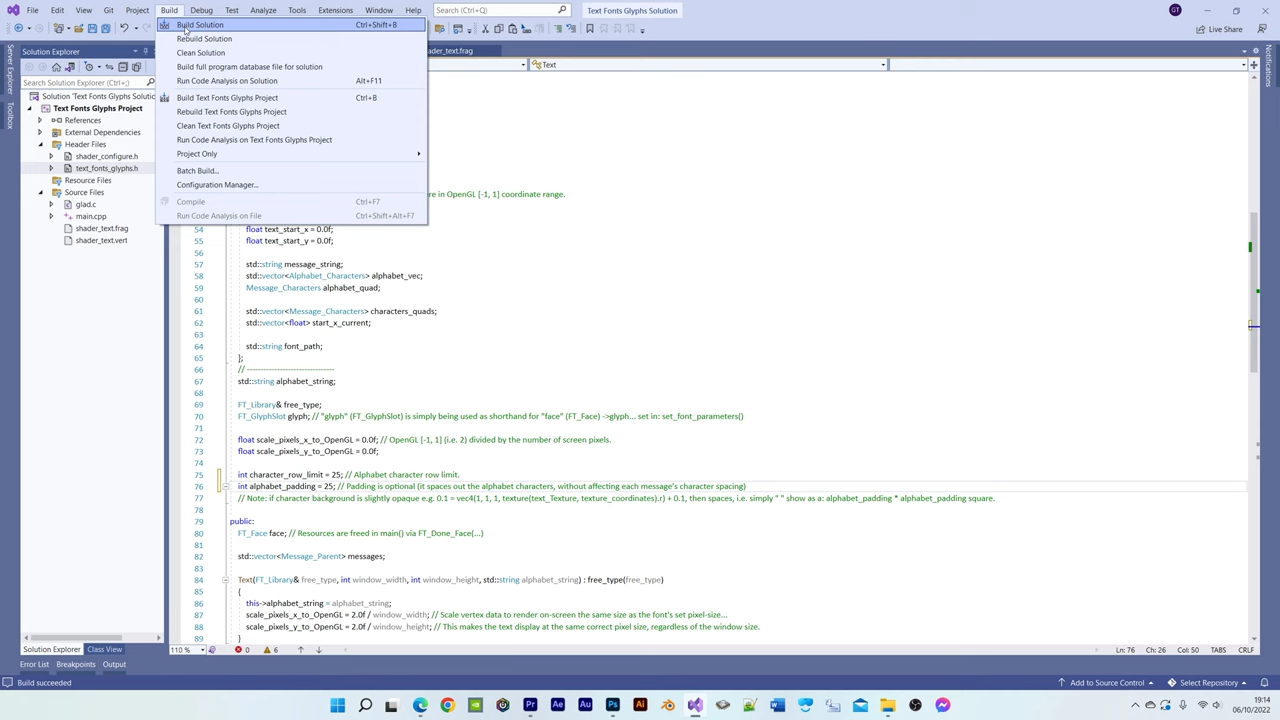 File Edit View Git Project Build Debug Test Analyze Tools Extensions Window Help Search (Ctrl+Q) Text Fonts Glyphs Solution GT
Live Share
Server Explorer
Toolbox
Solution Explorer
Search Solution Explorer (Ctrl+;)
Solution 'Text Fonts Glyphs Solution
Text Fonts Glyphs Project
References
External Dependencies
Header Files
shader_configure.h
text_fonts_glyphs.h
Resource Files
Source Files
glad.c
main.cpp
shader_text.frag
shader_text.vert
Solution Explorer Class View
Build Solution Ctrl+Shift+B
Rebuild Solution
Clean Solution
Build full program database file for solution
Run Code Analysis on Solution Alt+F11
Build Text Fonts Glyphs Project Ctrl+B
Rebuild Text Fonts Glyphs Project
Clean Text Fonts Glyphs Project
Run Code Analysis on Text Fonts Glyphs Project
Project Only
Batch Build...
Configuration Manager...
Compile Ctrl+F7
Run Code Analysis on File Ctrl+Shift+Alt+F7
_text.frag
Text
ure in OpenGL [-1, 1] coordinate range.
54 float text_start_x = 0.0f;
55 float text_start_y = 0.0f;
56
57 std::string message_string;
58 std::vector<Alphabet_Characters> alphabet_vec;
59 Message_Characters alphabet_quad;
60
61 std::vector<Message_Characters> characters_quads;
62 std::vector<float> start_x_current;
63
64 std::string font_path;
65 };
66 // -------------------------------
67 std::string alphabet_string;
68
69 FT_Library& free_type;
70 FT_GlyphSlot glyph; // "glyph" (FT_GlyphSlot) is simply being used as shorthand for "face" (FT_Face) ->glyph... set in: set_font_parameters()
71
72 float scale_pixels_x_to_OpenGL = 0.0f; // OpenGL [-1, 1] (i.e. 2) divided by the number of screen pixels.
73 float scale_pixels_y_to_OpenGL = 0.0f;
74
75 int character_row_limit = 25; // Alphabet character row limit.
76 int alphabet_padding = 25; // Padding is optional (it spaces out the alphabet characters, without affecting each message's character spacing)
77 // Note: if character background is slightly opaque e.g. 0.1 = vec4(1, 1, 1, texture(text_Texture, texture_coordinates).r) + 0.1, then spaces, i.e. simply " " show as a: alphabet_padding * alphabet_padding square.
78
79 public:
80 FT_Face face; // Resources are freed in main() via FT_Done_Face(...)
81
82 std::vector<Message_Parent> messages;
83
84 Text(FT_Library& free_type, int window_width, int window_height, std::string alphabet_string) : free_type(free_type)
85 {
86 this->alphabet_string = alphabet_string;
87 scale_pixels_x_to_OpenGL = 2.0f / window_width; // Scale vertex data to render on-screen the same size as the font's set pixel-size...
88 scale_pixels_y_to_OpenGL = 2.0f / window_height; // This makes the text display at the same correct pixel size, regardless of the window size.
89
110 % 0 6 Ln: 76 Ch: 26 Col: 50 TABS CRLF
Error List Breakpoints Output
Build succeeded Add to Source Control Select Repository
Pr Ae Au Ps Ai
19:14
06/10/2022